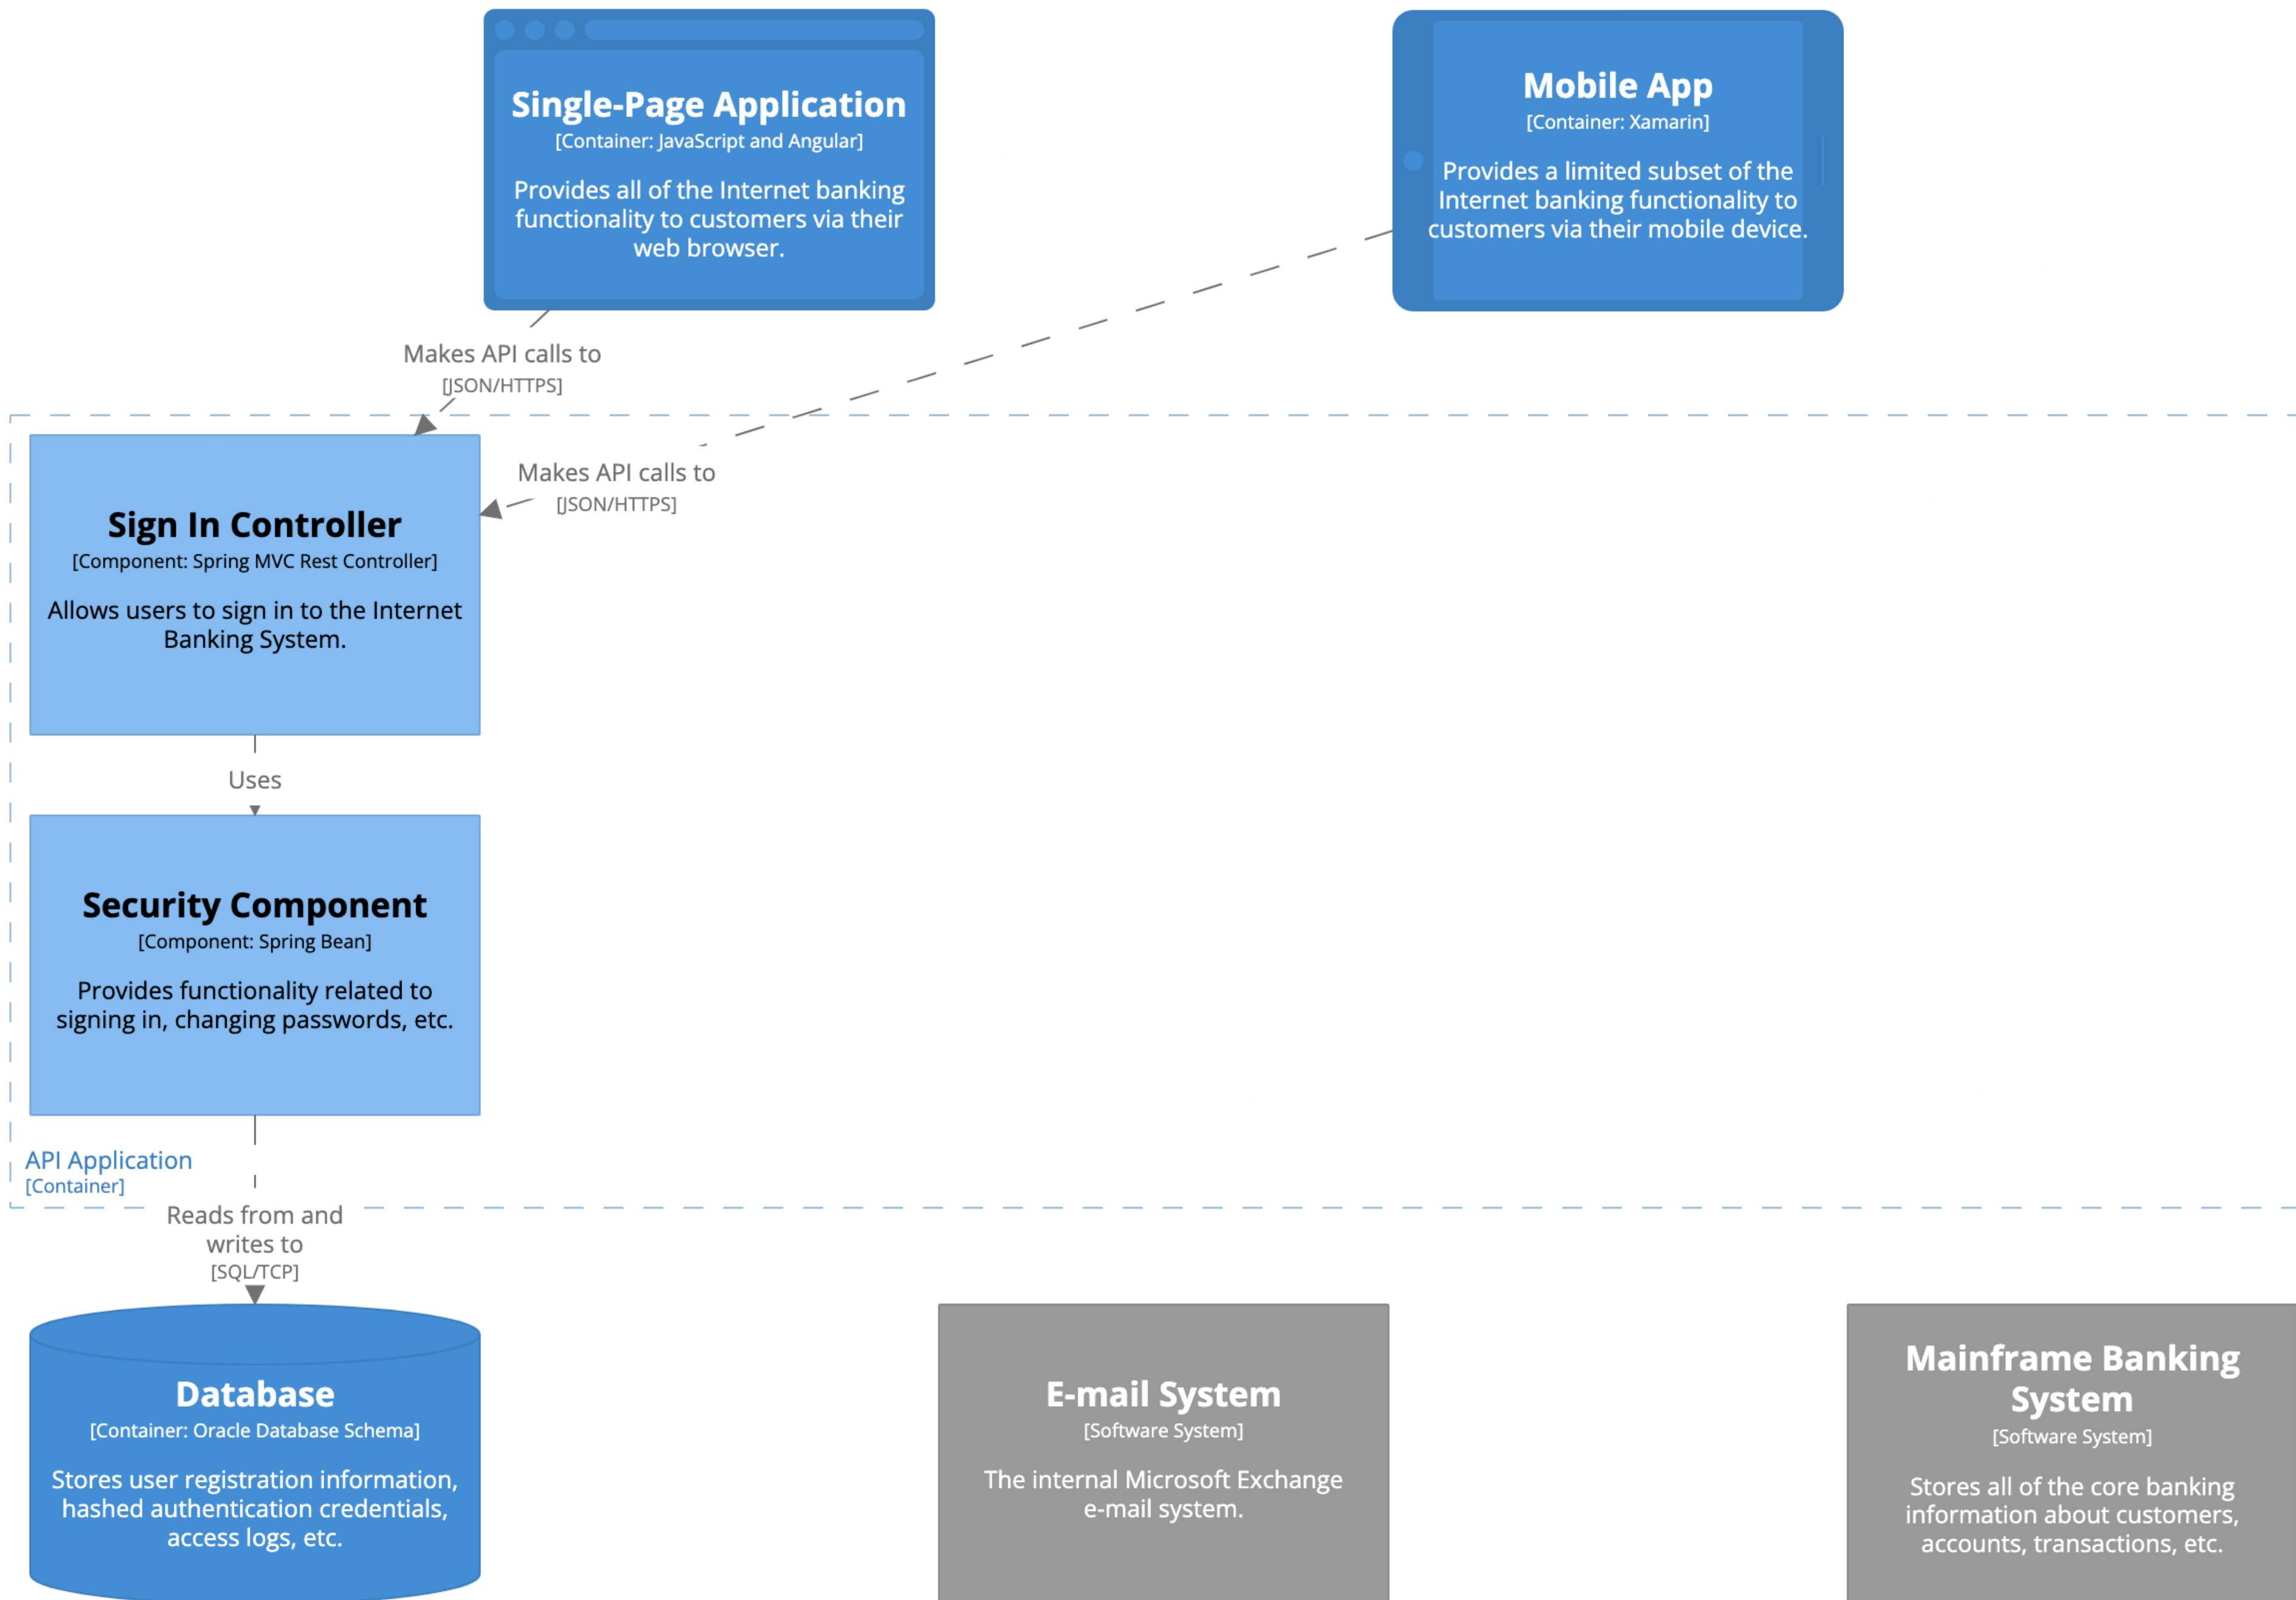 Single-Page Application
[Container: JavaScript and Angular]
Provides all of the Internet banking
functionality to customers via their
web browser.
Mobile App
[Container: Xamarin]
Provides a limited subset of the
Internet banking functionality to
customers via their mobile device.
Makes API calls to
[JSON/HTTPS]
Makes API calls to
[JSON/HTTPS]
Sign In Controller
[Component: Spring MVC Rest Controller]
Allows users to sign in to the Internet
Banking System.
Uses
Security Component
[Component: Spring Bean]
Provides functionality related to
signing in, changing passwords, etc.
API Application
[Container]
Reads from and
writes to
[SQL/TCP]
Database
[Container: Oracle Database Schema]
Stores user registration information,
hashed authentication credentials,
access logs, etc.
E-mail System
[Software System]
The internal Microsoft Exchange
e-mail system.
Mainframe Banking
System
[Software System]
Stores all of the core banking
information about customers,
accounts, transactions, etc.